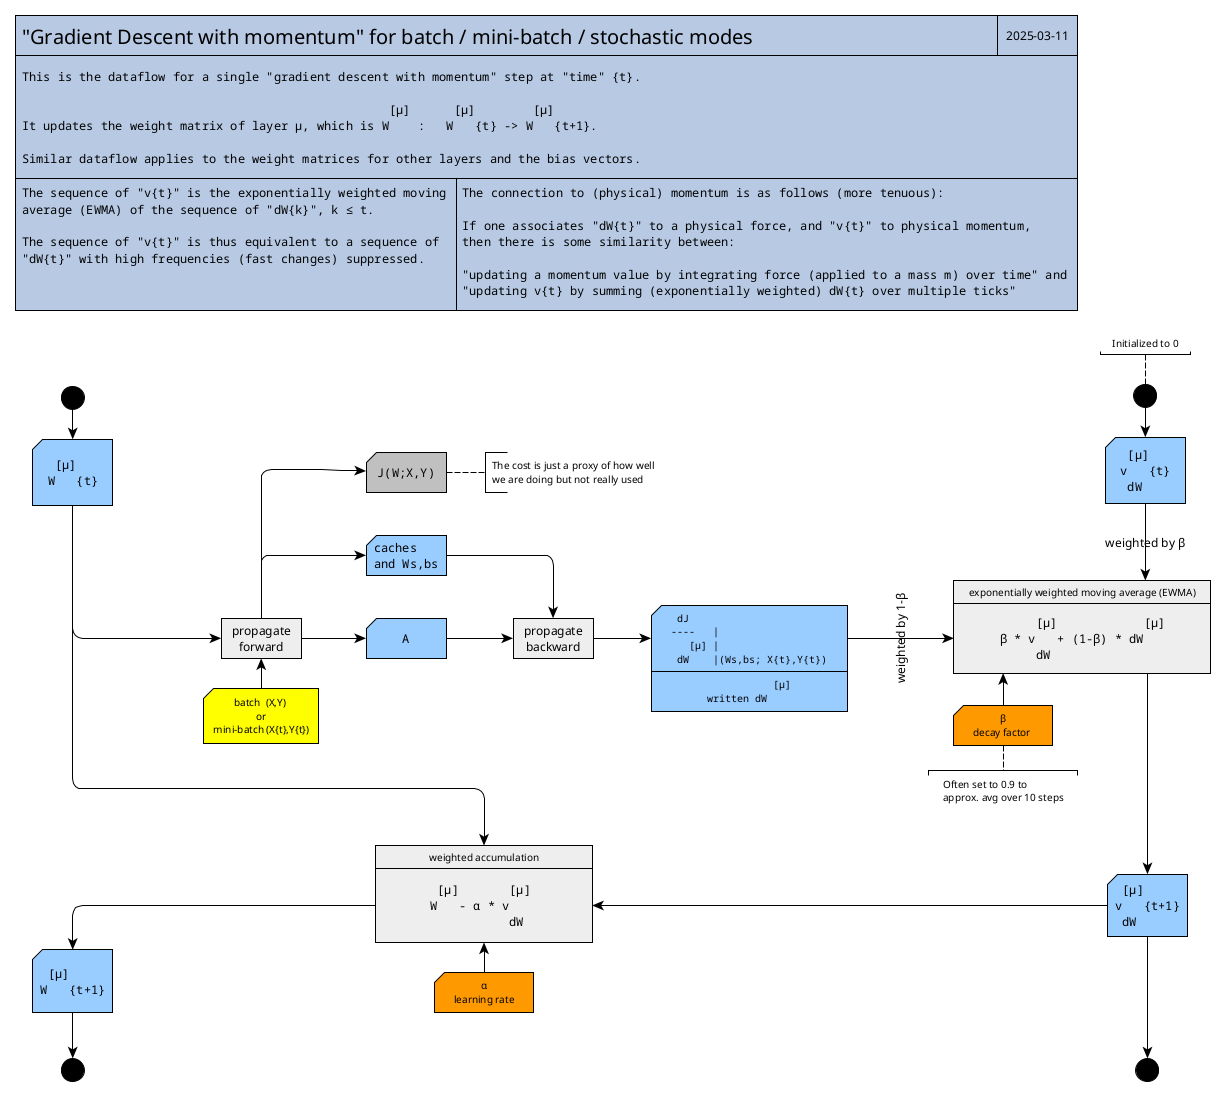 "Gradient Descent with momentum" for batch / mini-batch / stochastic modes
2025-03-11
This is the dataflow for a single "gradient descent with momentum" step at "time" {t}.
[μ] [μ] [μ]
It updates the weight matrix of layer μ, which is W : W {t} -> W {t+1}.
Similar dataflow applies to the weight matrices for other layers and the bias vectors.
The sequence of "v{t}" is the exponentially weighted moving
average (EWMA) of the sequence of "dW{k}", k ≤ t.
The sequence of "v{t}" is thus equivalent to a sequence of
"dW{t}" with high frequencies (fast changes) suppressed.
The connection to (physical) momentum is as follows (more tenuous):
If one associates "dW{t}" to a physical force, and "v{t}" to physical momentum,
then there is some similarity between:
"updating a momentum value by integrating force (applied to a mass m) over time" and
"updating v{t} by summing (exponentially weighted) dW{t} over multiple ticks"
Initialized to 0
[μ]
W {t}
[μ]
v {t}
dW
J(W;X,Y)
The cost is just a proxy of how well
we are doing but not really used
weighted by β
caches
and Ws,bs
propagate
forward
A
propagate
backward
dJ
---- |
[μ] |
dW |(Ws,bs; X{t},Y{t})
[μ]
written dW
weighted by 1-β
exponentially weighted moving average (EWMA)
[μ] [μ]
β * v + (1-β) * dW
dW
batch (X,Y)
or
mini-batch (X{t},Y{t})
β
decay factor
Often set to 0.9 to
approx. avg over 10 steps
weighted accumulation
[μ] [μ]
W - α * v
dW
[μ]
v {t+1}
dW
[μ]
W {t+1}
α
learning rate